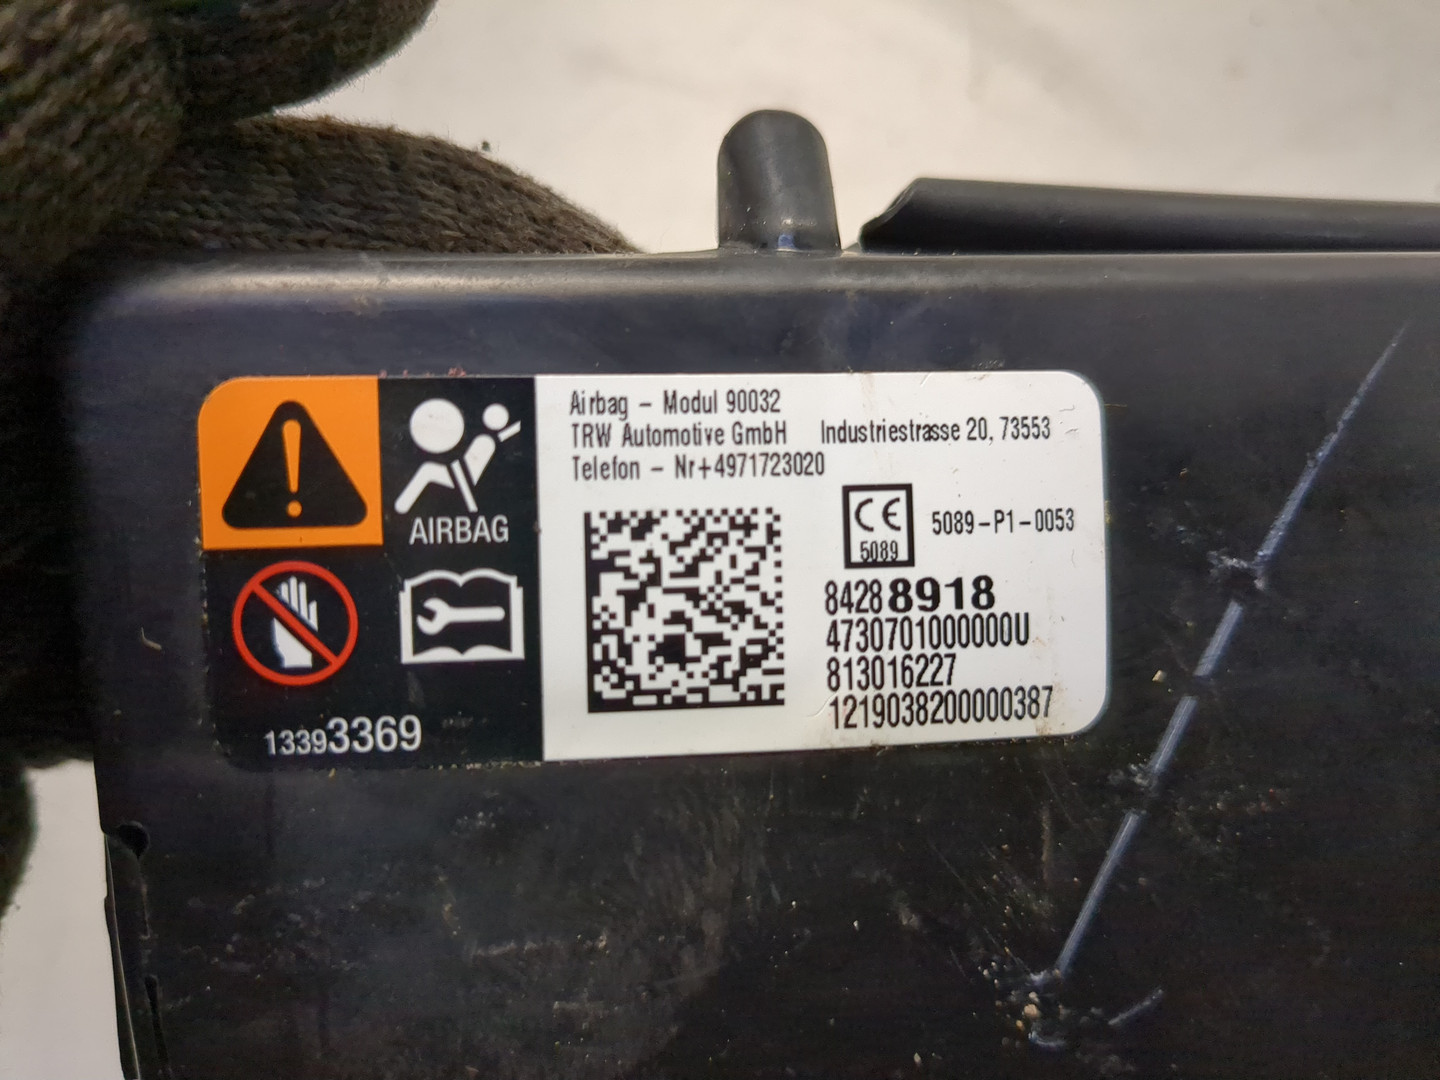 Airbag - Modul 90032
TRW Automotive GmbH Industriestrasse 20, 73553
Telefon - Nr+4971723020
AIRBAG
CE
5089
5089-P1-0053
84288918
4730701000000U
813016227
1219038200000387
13393369